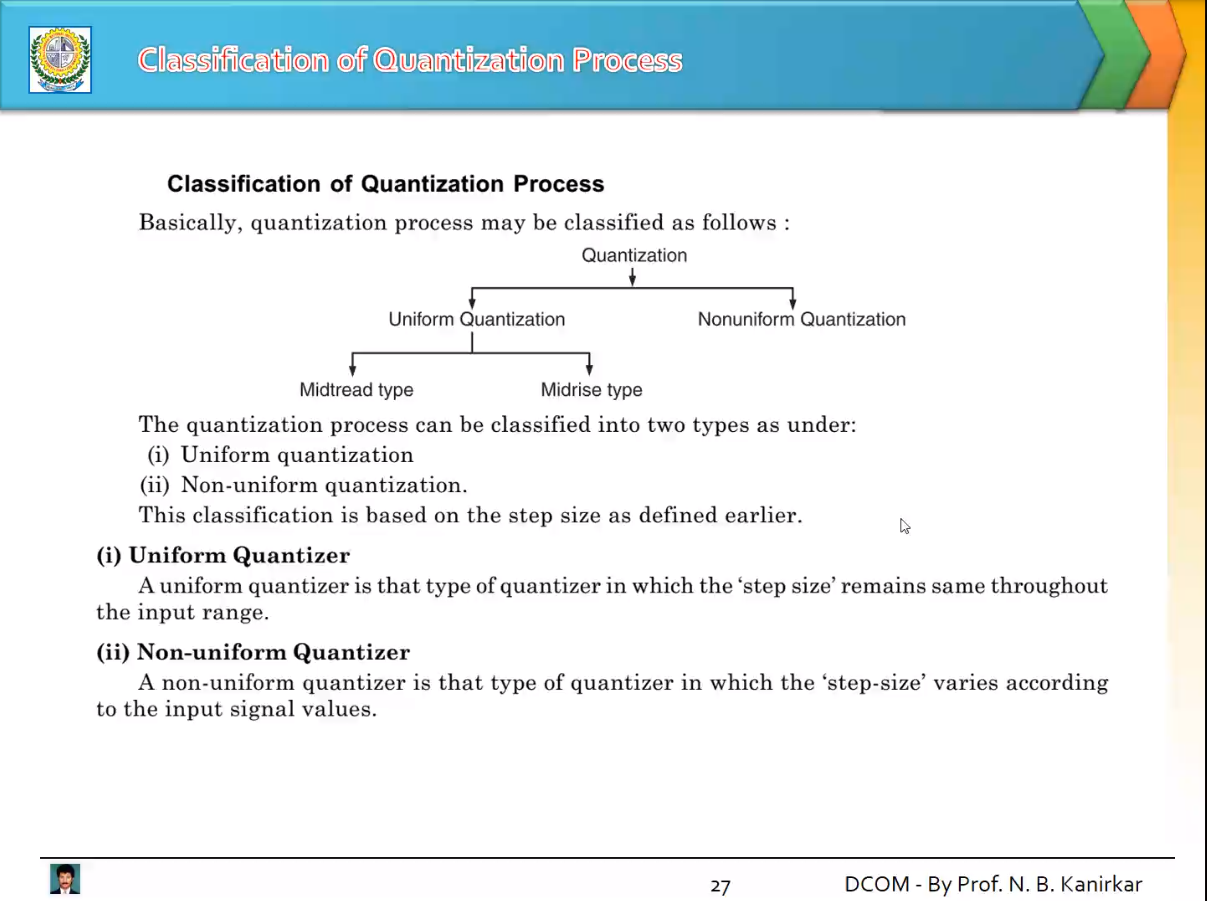 Classification of Quantization Process
Classification of Quantization Process
Basically, quantization process may be classified as follows :
Quantization
Uniform Quantization
Nonuniform Quantization
Midtread type
Midrise type
The quantization process can be classified into two types as under:
(i) Uniform quantization
(ii) Non-uniform quantization.
This classification is based on the step size as defined earlier.
(i) Uniform Quantizer
A uniform quantizer is that type of quantizer in which the ‘step size’ remains same throughout
the input range.
(ii) Non-uniform Quantizer
A non-uniform quantizer is that type of quantizer in which the ‘step-size’ varies according
to the input signal values.
27
DCOM - By Prof. N. B. Kanirkar